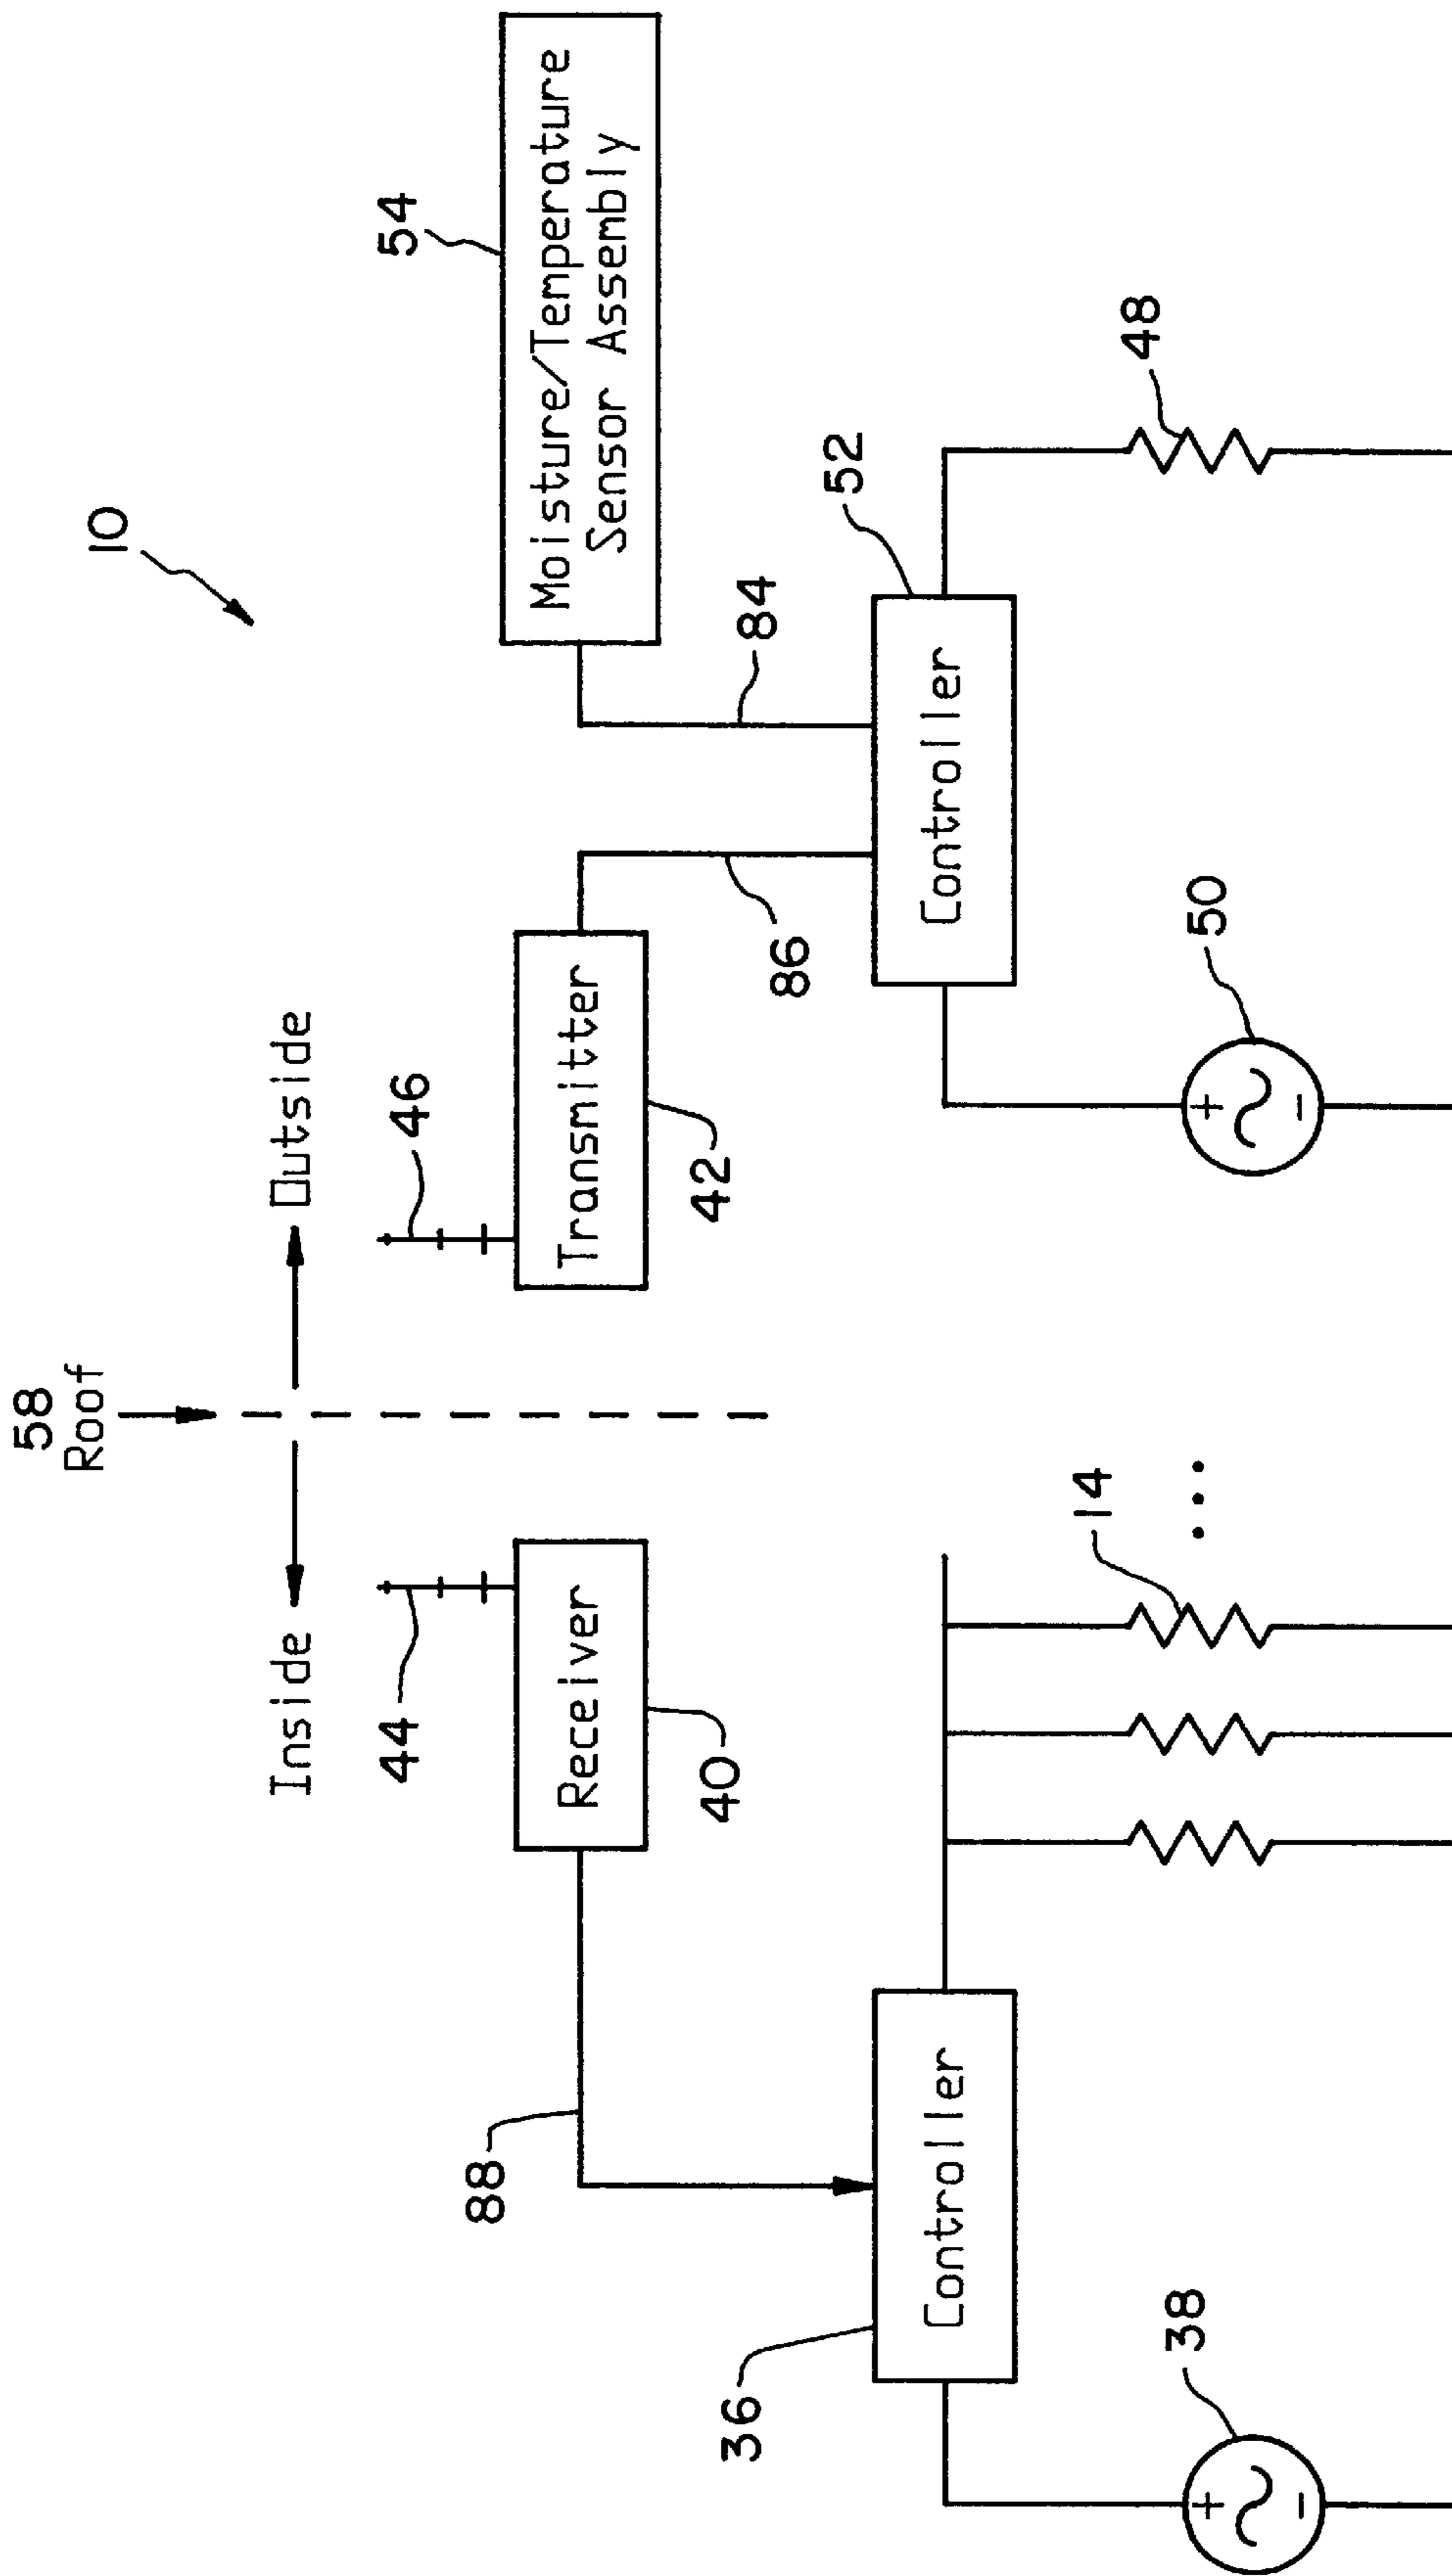 58
Roof
10
Inside
Outside
44
46
54
Receiver
Transmitter
Moisture/Temperature
Sensor Assembly
88
40
42
86
84
36
52
Controller
Controller
14
48
38
50
+
-
+
-